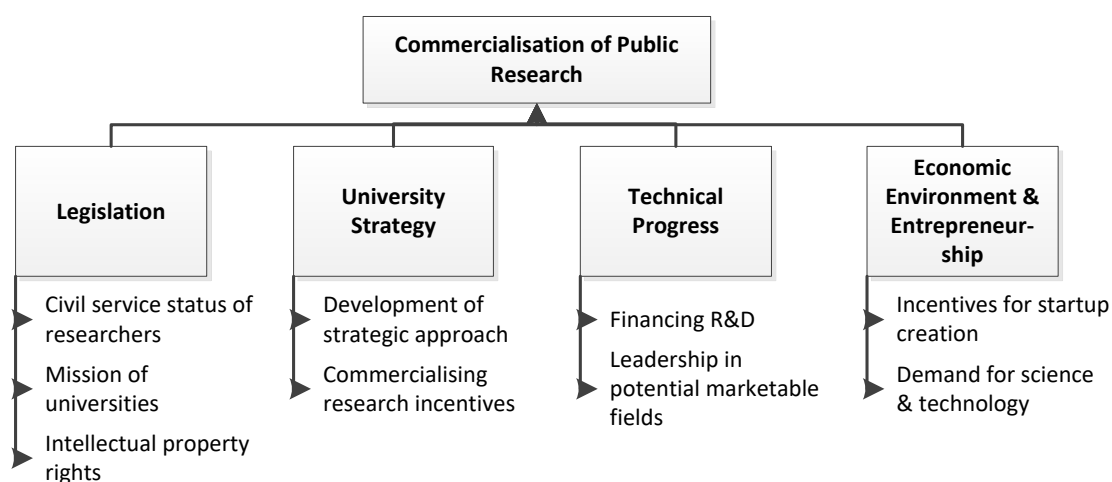 Commercialisation of Public
Research
Legislation
Civil service status of
researchers
Mission of
universities
Intellectual property
rights
University
Strategy
Development of
strategic approach
Commercialising
research incentives
Technical
Progress
Financing R&D
Leadership in
potential marketable
fields
Economic
Environment &
Entrepreneur-
ship
Incentives for startup
creation
Demand for science
& technology